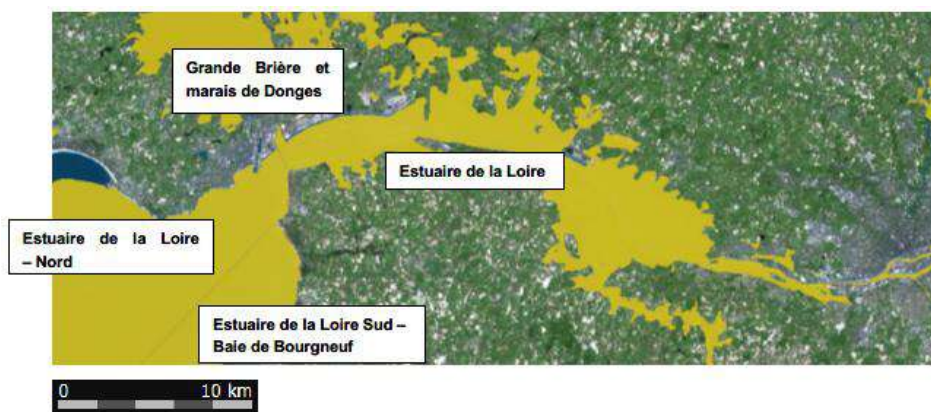 Grande Brière et
marais de Donges
Estuaire de la Loire
Estuaire de la Loire
– Nord
Estuaire de la Loire Sud –
Baie de Bourgneuf
0 10 km